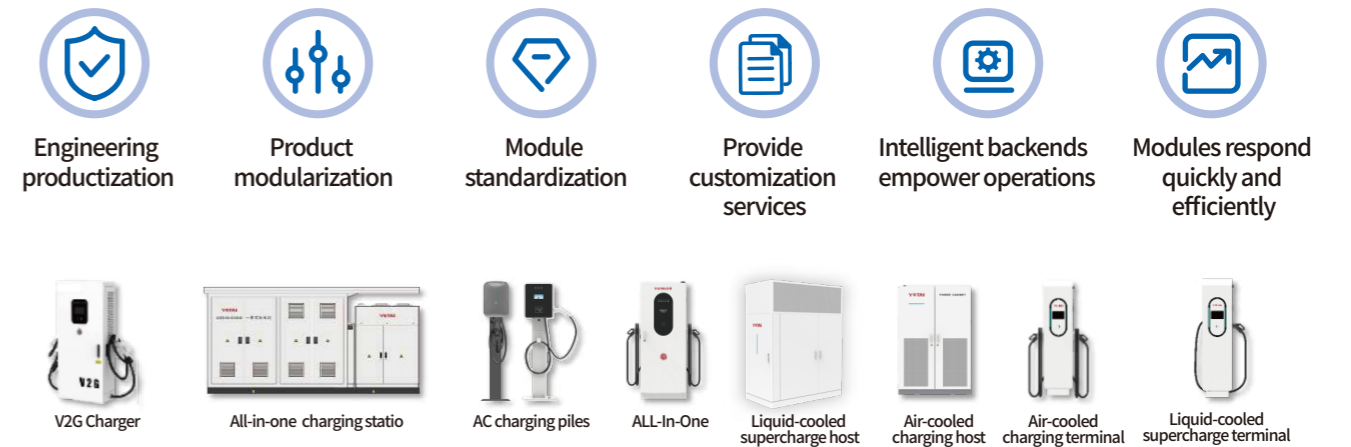 Engineering
productization
Product
modularization
Module
standardization
Provide
customization
services
Intelligent backends
empower operations
Modules respond
quickly and
efficiently
V2G
V2G Charger
All-in-one charging statio
AC charging piles
ALL-In-One
Liquid-cooled
supercharge host
Air-cooled
charging host
Air-cooled
charging terminal
Liquid-cooled
supercharge terminal